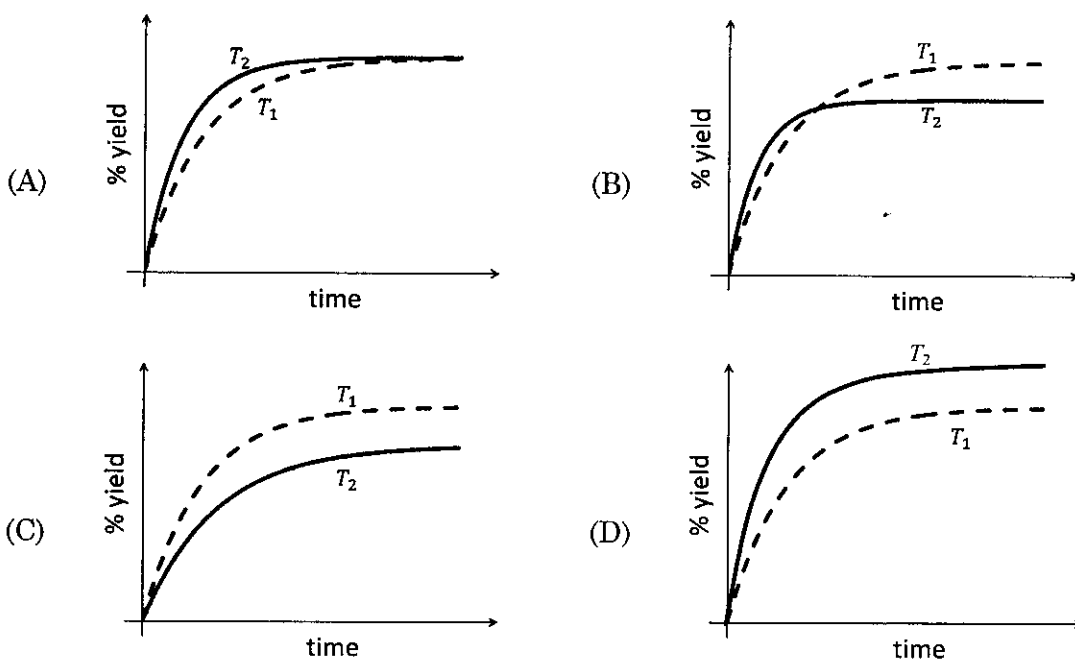 (A)
% yield
T₂
T₁
time
(B)
% yield
T₁
T₂
time
(C)
% yield
T₁
T₂
time
(D)
% yield
T₂
T₁
time